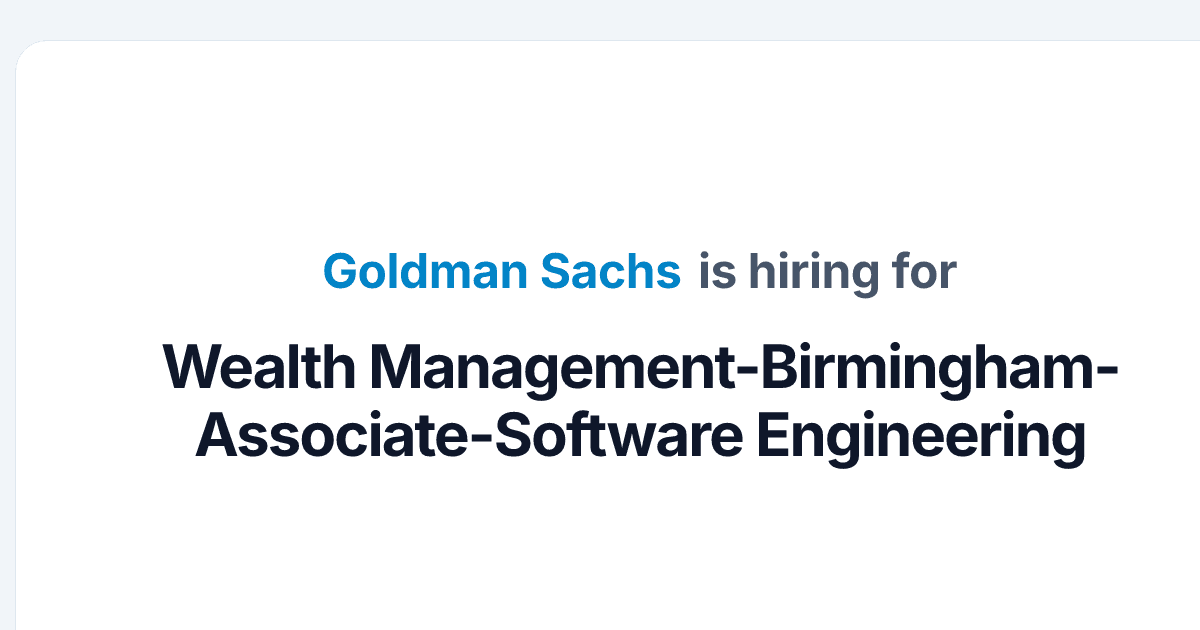 Goldman Sachs is hiring for
Wealth Management-Birmingham-
Associate-Software Engineering